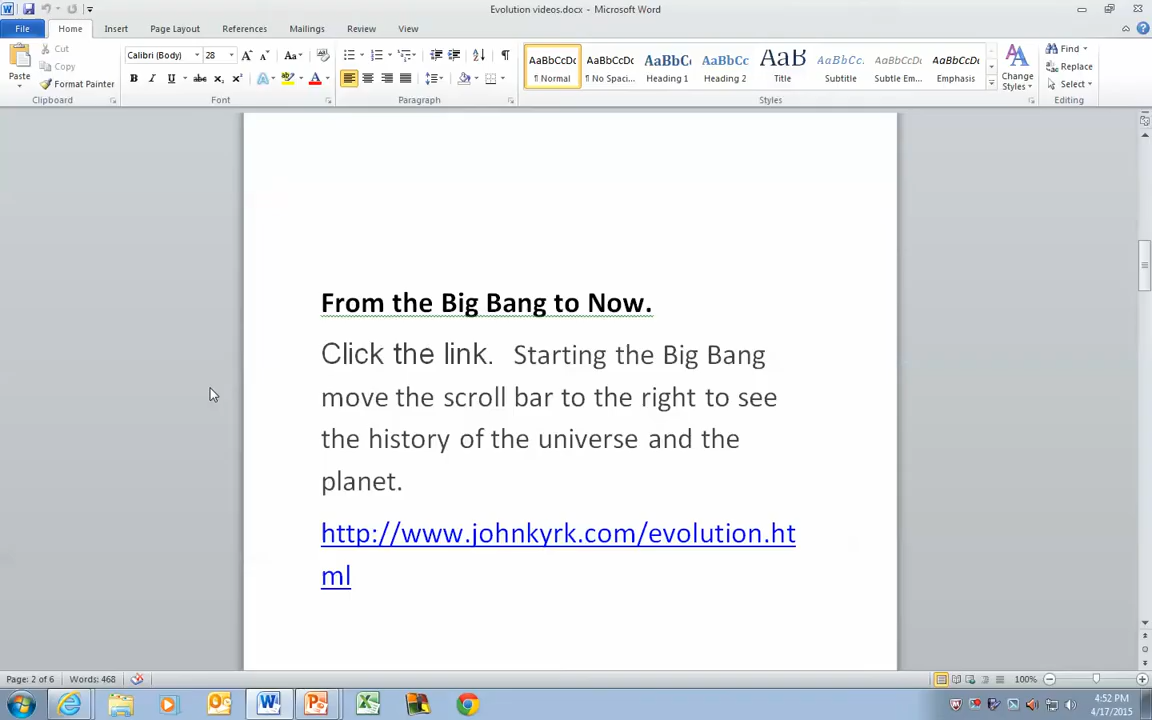 Evolution videos.docx - Microsoft Word
File Home Insert Page Layout References Mailings Review View
Paste
Cut
Copy
Format Painter
Clipboard
Calibri (Body) 28
Font
Paragraph
AaBbCcDc AaBbCcDc AaBbCc AaBbCc AaB AaBbCc. AaBbCcDc AaBbCcDc
¶ Normal ¶ No Spaci... Heading 1 Heading 2 Title Subtitle Subtle Em... Emphasis
Change Styles
Styles
Find
Replace
Select
Editing
From the Big Bang to Now.
Click the link. Starting the Big Bang
move the scroll bar to the right to see
the history of the universe and the
planet.
http://www.johnkyrk.com/evolution.ht
ml
Page: 2 of 6 Words: 468 100%
4:52 PM
4/17/2015